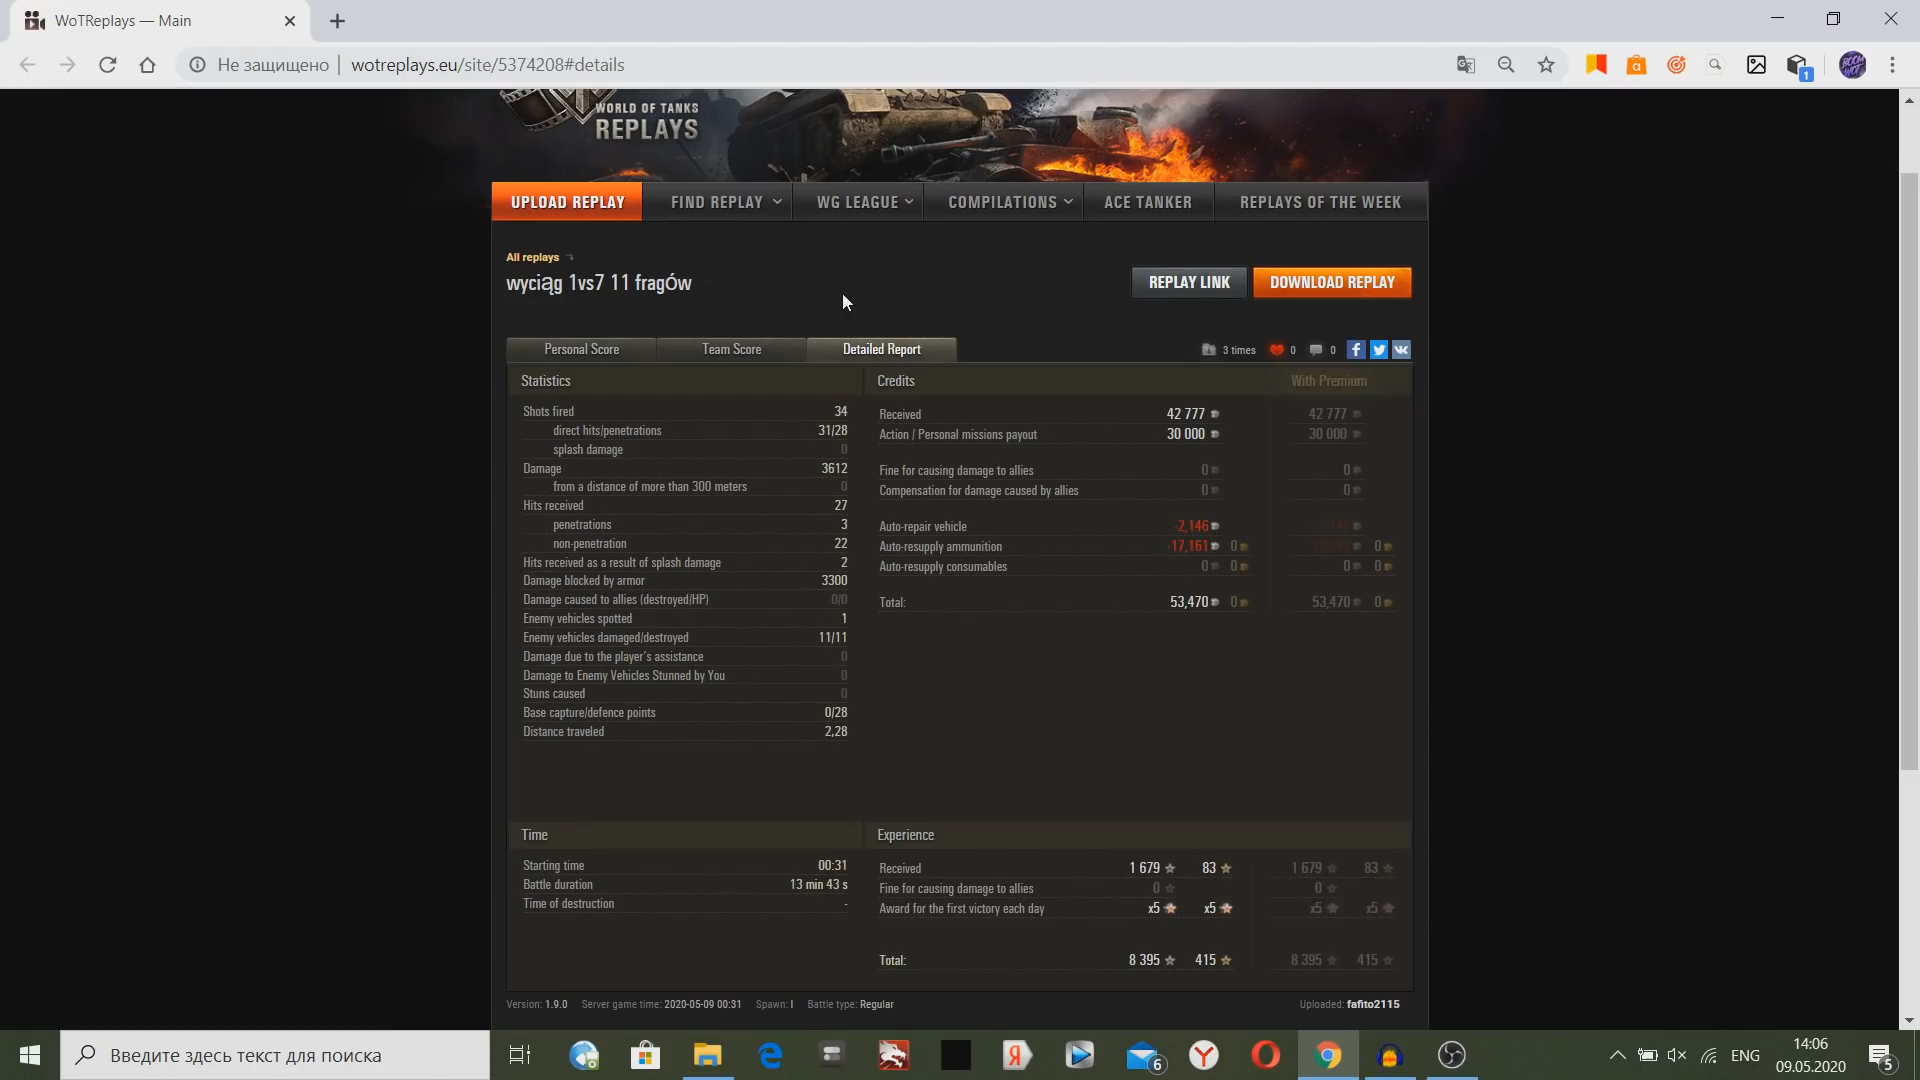 WoTReplays — Main
Не защищено
wotreplays.eu/site/5374208#details
1
WORLD OF TANKS
REPLAYS
UPLOAD REPLAY
FIND REPLAY
WG LEAGUE
COMPILATIONS
ACE TANKER
REPLAYS OF THE WEEK
All replays
wyciąg 1vs7 11 fragów
REPLAY LINK
DOWNLOAD REPLAY
Personal Score
Team Score
Detailed Report
3 times
0
0
Statistics
Shots fired 34
direct hits/penetrations 31/28
splash damage 0
Damage 3612
from a distance of more than 300 meters 0
Hits received 27
penetrations 3
non-penetration 22
Hits received as a result of splash damage 2
Damage blocked by armor 3300
Damage caused to allies (destroyed/HP) 0/0
Enemy vehicles spotted 1
Enemy vehicles damaged/destroyed 11/11
Damage due to the player's assistance 0
Damage to Enemy Vehicles Stunned by You 0
Stuns caused 0
Base capture/defence points 0/28
Distance traveled 2,28
Credits With Premium
Received 42 777 42 777
Action / Personal missions payout 30 000 30 000
Fine for causing damage to allies 0 0
Compensation for damage caused by allies 0 0
Auto-repair vehicle -2,146
Auto-resupply ammunition -17,161 0 0
Auto-resupply consumables 0 0 0 0
Total: 53,470 0 53,470 0
Time
Starting time 00:31
Battle duration 13 min 43 s
Time of destruction -
Experience
Received 1 679 83 1 679 83
Fine for causing damage to allies 0 0
Award for the first victory each day x5 x5 x5 x5
Total: 8 395 415 8 395 415
Version: 1.9.0 Server game time: 2020-05-09 00:31 Spawn: I Battle type: Regular
Uploaded: fafito2115
Введите здесь текст для поиска
6
ENG
14:06
09.05.2020
5